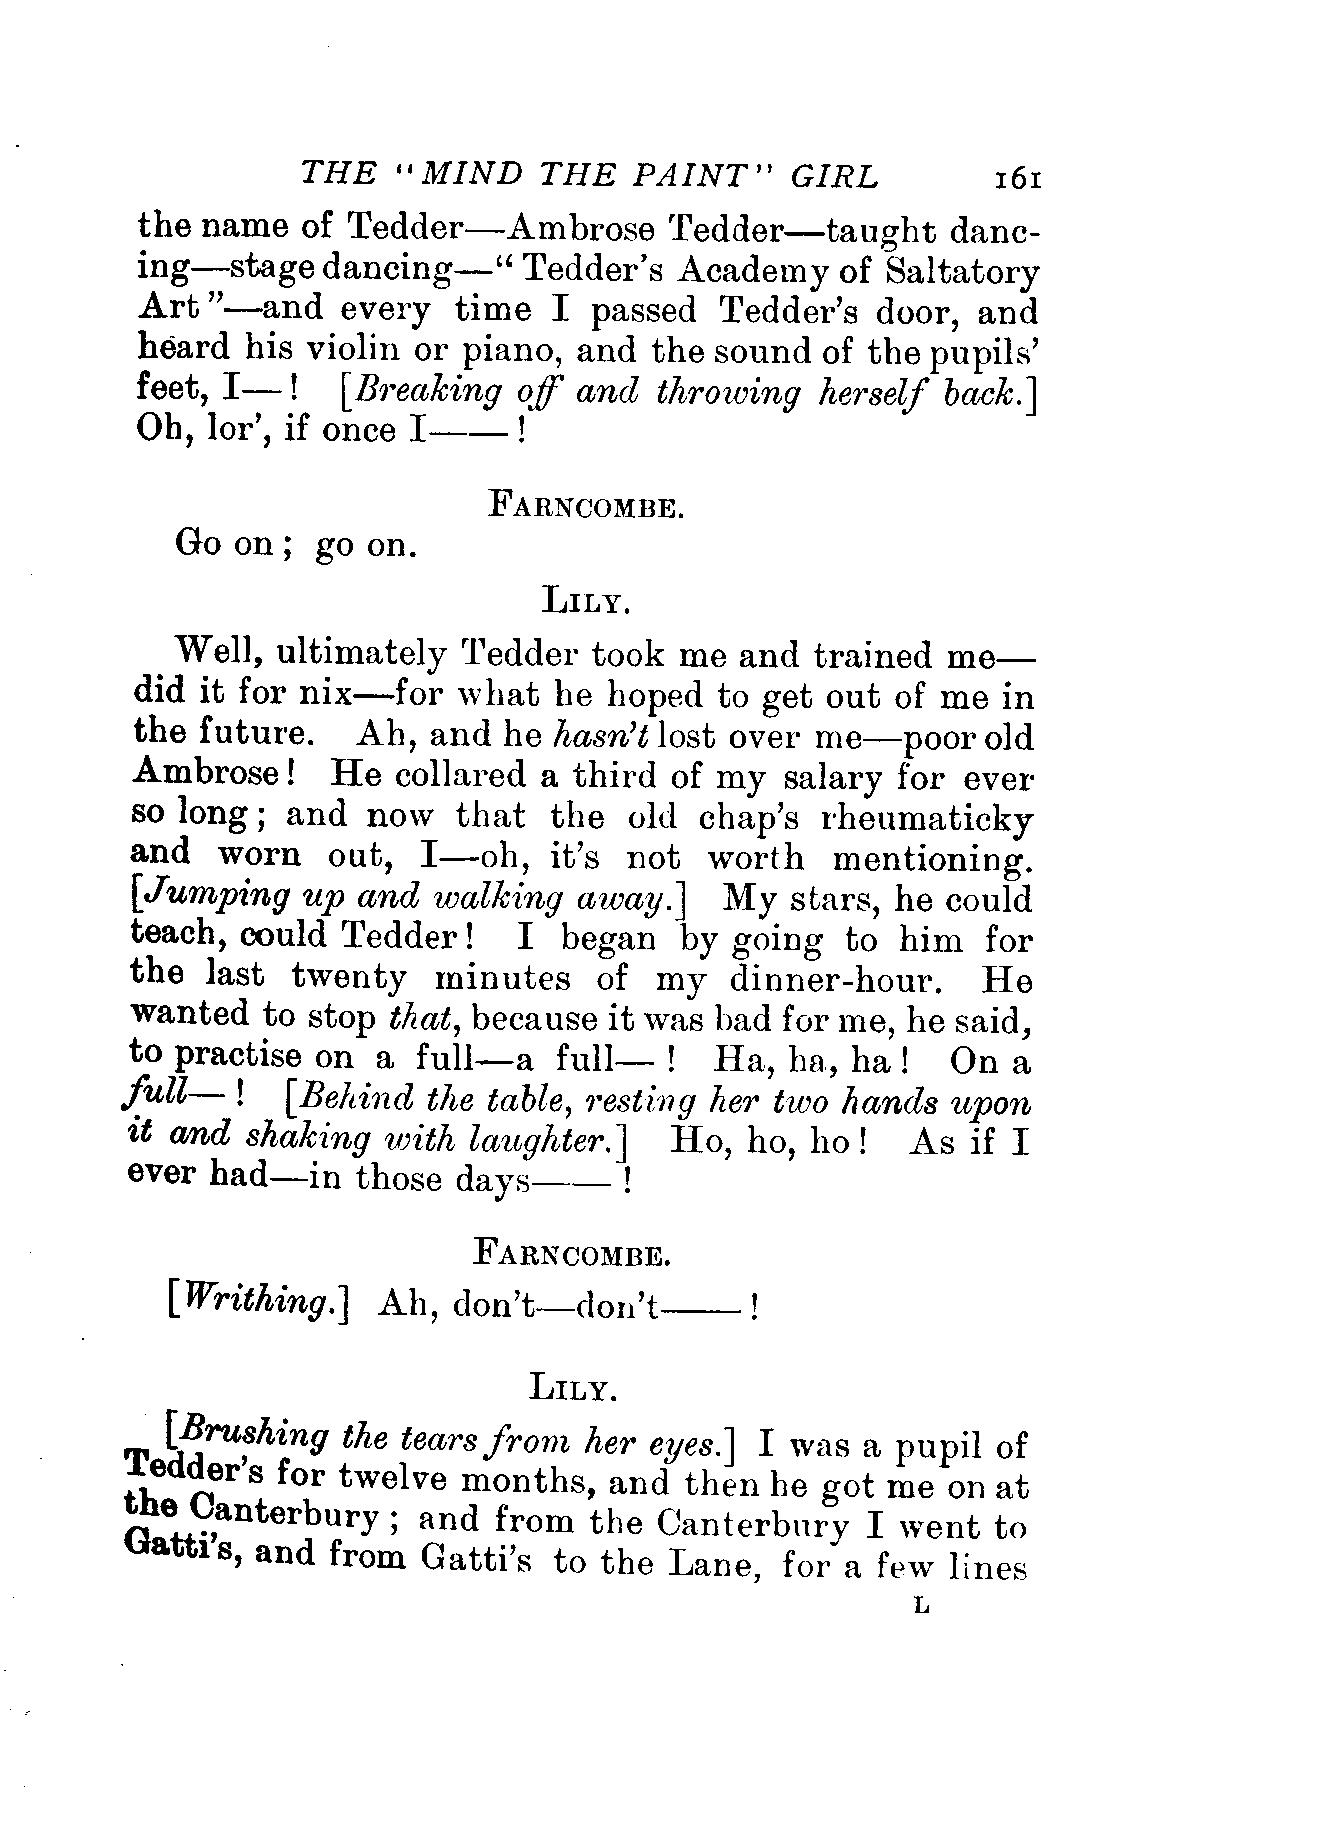 THE "MIND THE PAINT" GIRL 161
the name of Tedder—Ambrose Tedder—taught danc-
ing—stage dancing—"Tedder's Academy of Saltatory
Art"—and every time I passed Tedder's door, and
heard his violin or piano, and the sound of the pupils'
feet, I—! [Breaking off and throwing herself back.]
Oh, lor', if once I——!
FARNCOMBE.
Go on; go on.
LILY.
Well, ultimately Tedder took me and trained me—
did it for nix—for what he hoped to get out of me in
the future. Ah, and he hasn't lost over me—poor old
Ambrose! He collared a third of my salary for ever
so long; and now that the old chap's rheumaticky
and worn out, I—oh, it's not worth mentioning.
[Jumping up and walking away.] My stars, he could
teach, could Tedder! I began by going to him for
the last twenty minutes of my dinner-hour. He
wanted to stop that, because it was bad for me, he said,
to practise on a full—a full—! Ha, ha, ha! On a
full—! [Behind the table, resting her two hands upon
it and shaking with laughter.] Ho, ho, ho! As if I
ever had—in those days——!
FARNCOMBE.
[Writhing.] Ah, don't—don't——!
LILY.
[Brushing the tears from her eyes.] I was a pupil of
Tedder's for twelve months, and then he got me on at
the Canterbury; and from the Canterbury I went to
Gatti's, and from Gatti's to the Lane, for a few lines
L